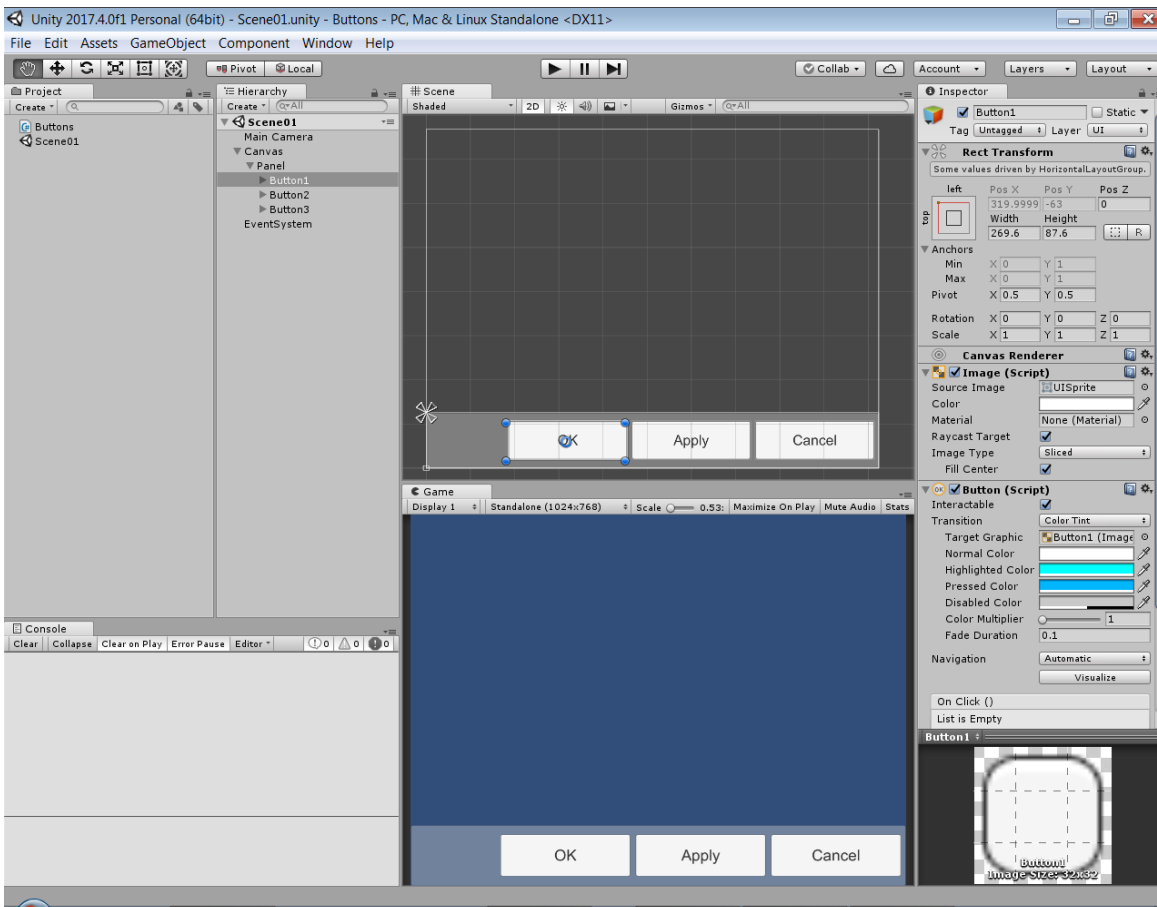 Unity 2017.4.0f1 Personal (64bit) - Scene01.unity - Buttons - PC, Mac & Linux Standalone <DX11>
File Edit Assets GameObject Component Window Help
Pivot Local Collab Account Layers Layout
Project
Create
Buttons
Scene01
Hierarchy
Create All
Scene01
Main Camera
Canvas
Panel
Button1
Button2
Button3
EventSystem
Scene
Shaded 2D Gizmos All
OK Apply Cancel
Game
Display 1 Standalone (1024x768) Scale 0.53: Maximize On Play Mute Audio Stats
OK Apply Cancel
Console
Clear Collapse Clear on Play Error Pause Editor 0 0 0
Inspector
Button1 Static
Tag Untagged Layer UI
Rect Transform
Some values driven by HorizontalLayoutGroup.
left Pos X Pos Y Pos Z
319.9999 -63 0
top Width Height
269.6 87.6 R
Anchors
Min X 0 Y 1
Max X 0 Y 1
Pivot X 0.5 Y 0.5
Rotation X 0 Y 0 Z 0
Scale X 1 Y 1 Z 1
Canvas Renderer
Image (Script)
Source Image UISprite
Color
Material None (Material)
Raycast Target
Image Type Sliced
Fill Center
OK Button (Script)
Interactable
Transition Color Tint
Target Graphic Button1 (Image
Normal Color
Highlighted Color
Pressed Color
Disabled Color
Color Multiplier 1
Fade Duration 0.1
Navigation Automatic
Visualize
On Click ()
List is Empty
Button1
Button1
Image Size: 32x32